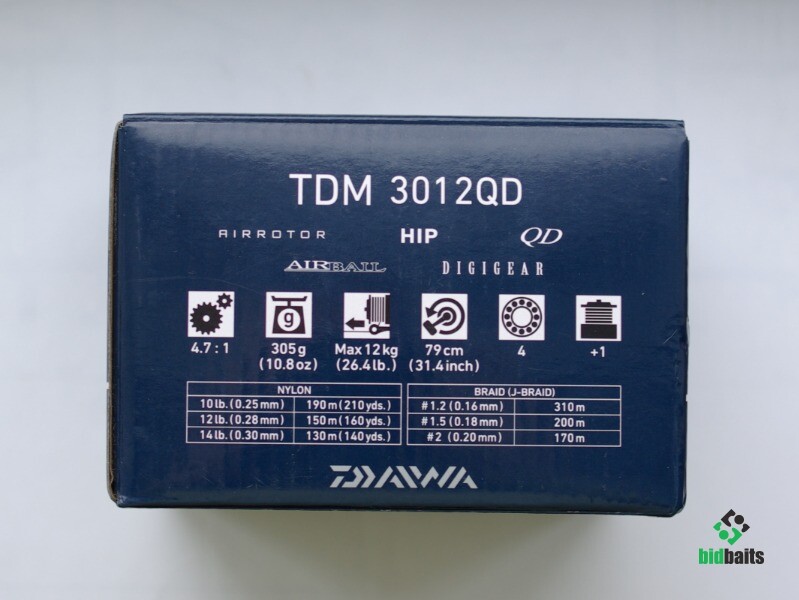 TDM 3012QD
AIRROTOR HIP QD
AIRBAIL DIGIGEAR
g
4.7 : 1 305g Max 12kg 79cm 4 +1
(10.8oz) (26.4lb.) (31.4inch)
NYLON BRAID (J-BRAID)
10lb. (0.25mm) 190m (210yds.) #1.2 (0.16mm) 310m
12lb. (0.28mm) 150m (160yds.) #1.5 (0.18mm) 200m
14lb. (0.30mm) 130m (140yds.) #2 (0.20mm) 170m
DAIWA
bidbaits